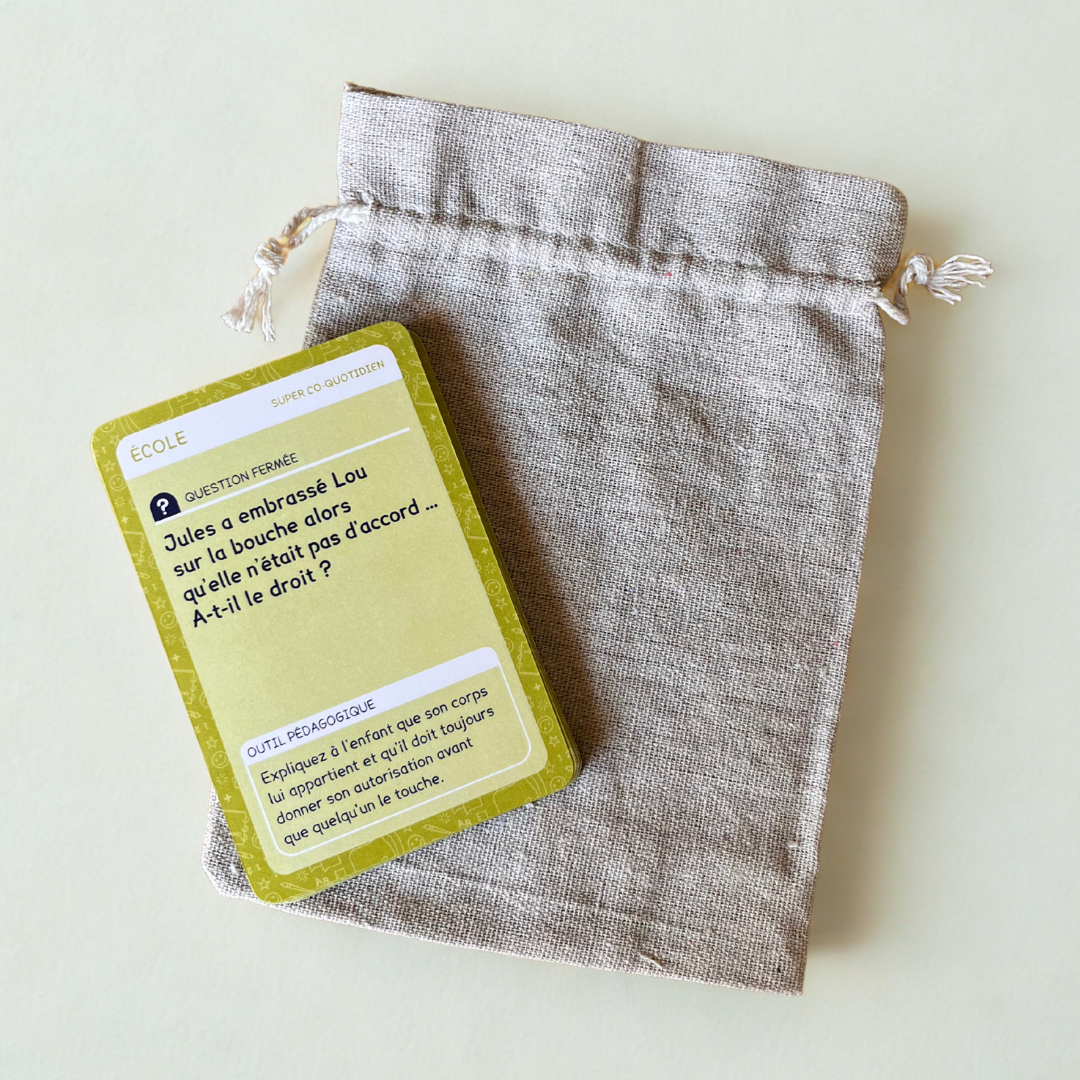 ÉCOLE
SUPER CO-QUOTIDIEN
? QUESTION FERMÉE
Jules a embrassé Lou
sur la bouche alors
qu'elle n'était pas d'accord ...
A-t-il le droit ?
OUTIL PÉDAGOGIQUE
Expliquez à l'enfant que son corps
lui appartient et qu'il doit toujours
donner son autorisation avant
que quelqu'un le touche.